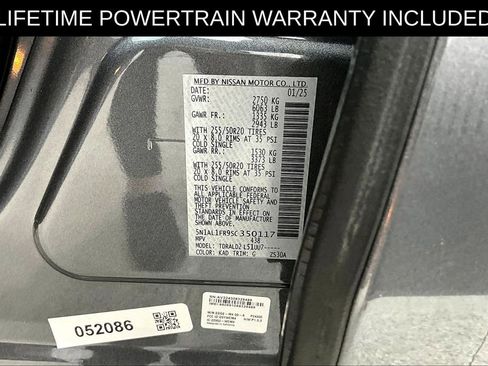 LIFETIME POWERTRAIN WARRANTY INCLUDED
MFD BY NISSAN MOTOR CO., LTD.
DATE: 01/25
GVWR: 2750 KG
6063 LB
GAWR FR.: 1335 KG
2943 LB
WITH 255/50R20 TIRES
20 x 8.0 RIMS AT 35 PSI
COLD SINGLE
GAWR RR.: 1530 KG
3373 LB
WITH 255/50R20 TIRES
20 X 8.0 RIMS AT 35 PSI
COLD SINGLE
THIS VEHICLE CONFORMS TO
ALL APPLICABLE FEDERAL
MOTOR VEHICLE SAFETY AND
THEFT PREVENTION
STANDARDS IN EFFECT ON
THE DATE OF MANUFACTURE
SHOWN ABOVE.
5N1AL1FR9SC350117
MPV 438
COLOR: KAD TRIM: G ZS30A
052086